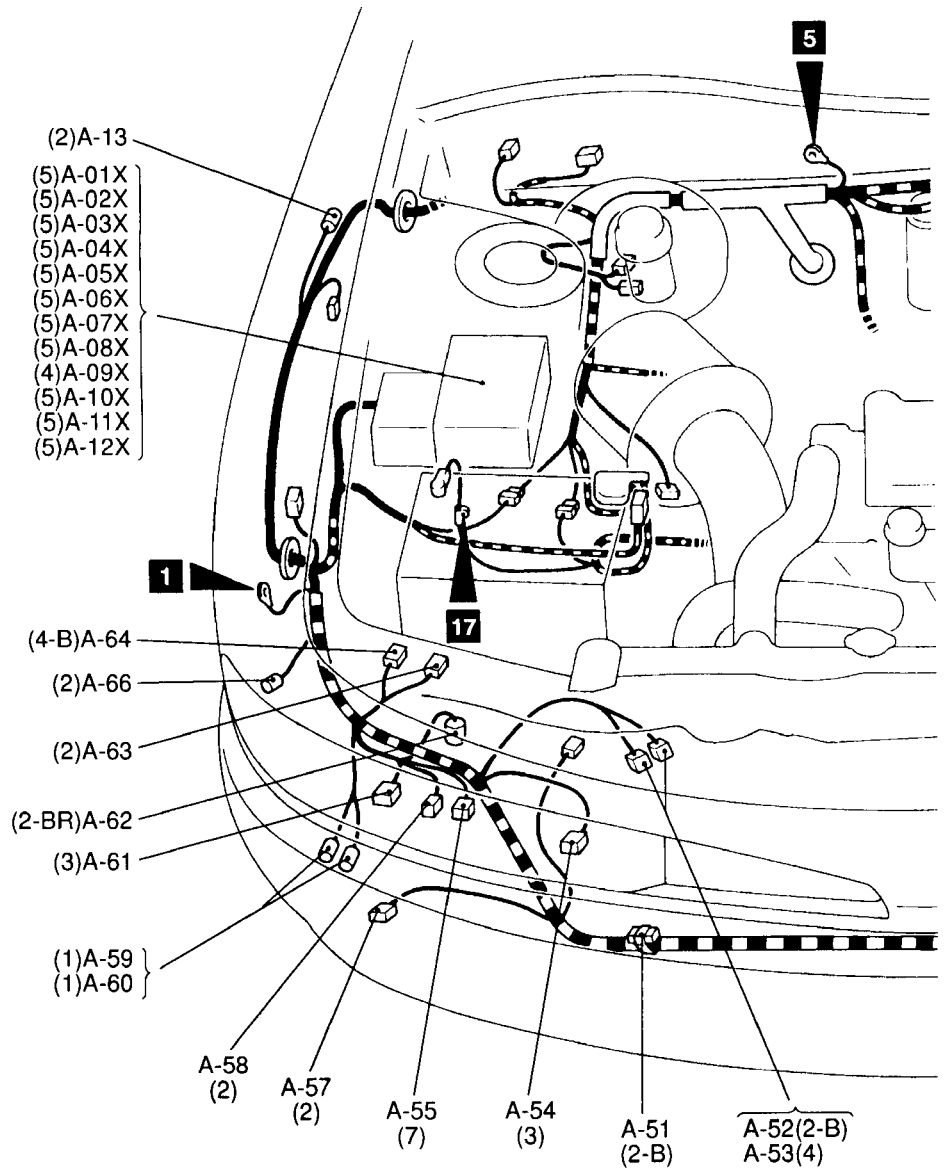 5
(2)A-13
(5)A-01X
(5)A-02X
(5)A-03X
(5)A-04X
(5)A-05X
(5)A-06X
(5)A-07X
(5)A-08X
(4)A-09X
(5)A-10X
(5)A-11X
(5)A-12X
1
17
(4-B)A-64
(2)A-66
(2)A-63
(2-BR)A-62
(3)A-61
(1)A-59
(1)A-60
A-58
(2)
A-57
(2)
A-55
(7)
A-54
(3)
A-51
(2-B)
A-52(2-B)
A-53(4)